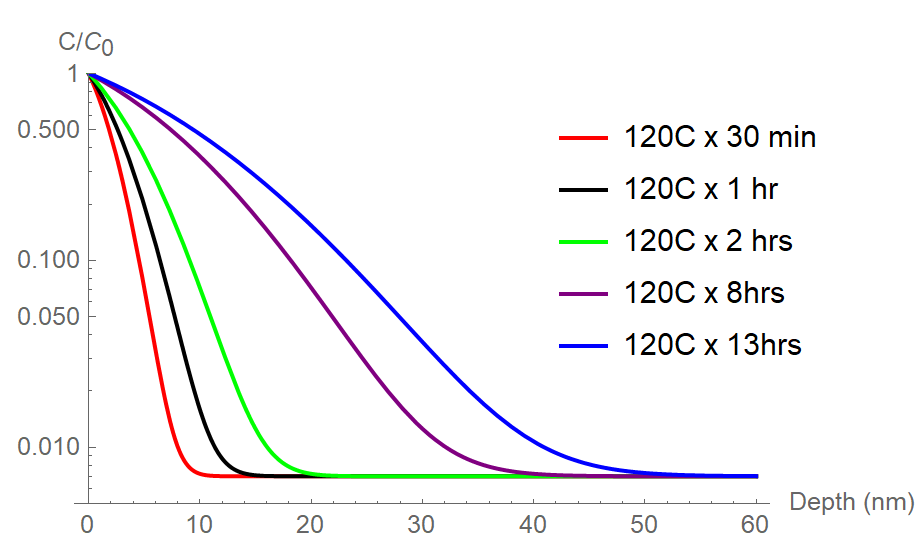 C/C0
1
0.500
0.100
0.050
0.010
120C x 30 min
120C x 1 hr
120C x 2 hrs
120C x 8hrs
120C x 13hrs
0 10 20 30 40 50 60
Depth (nm)